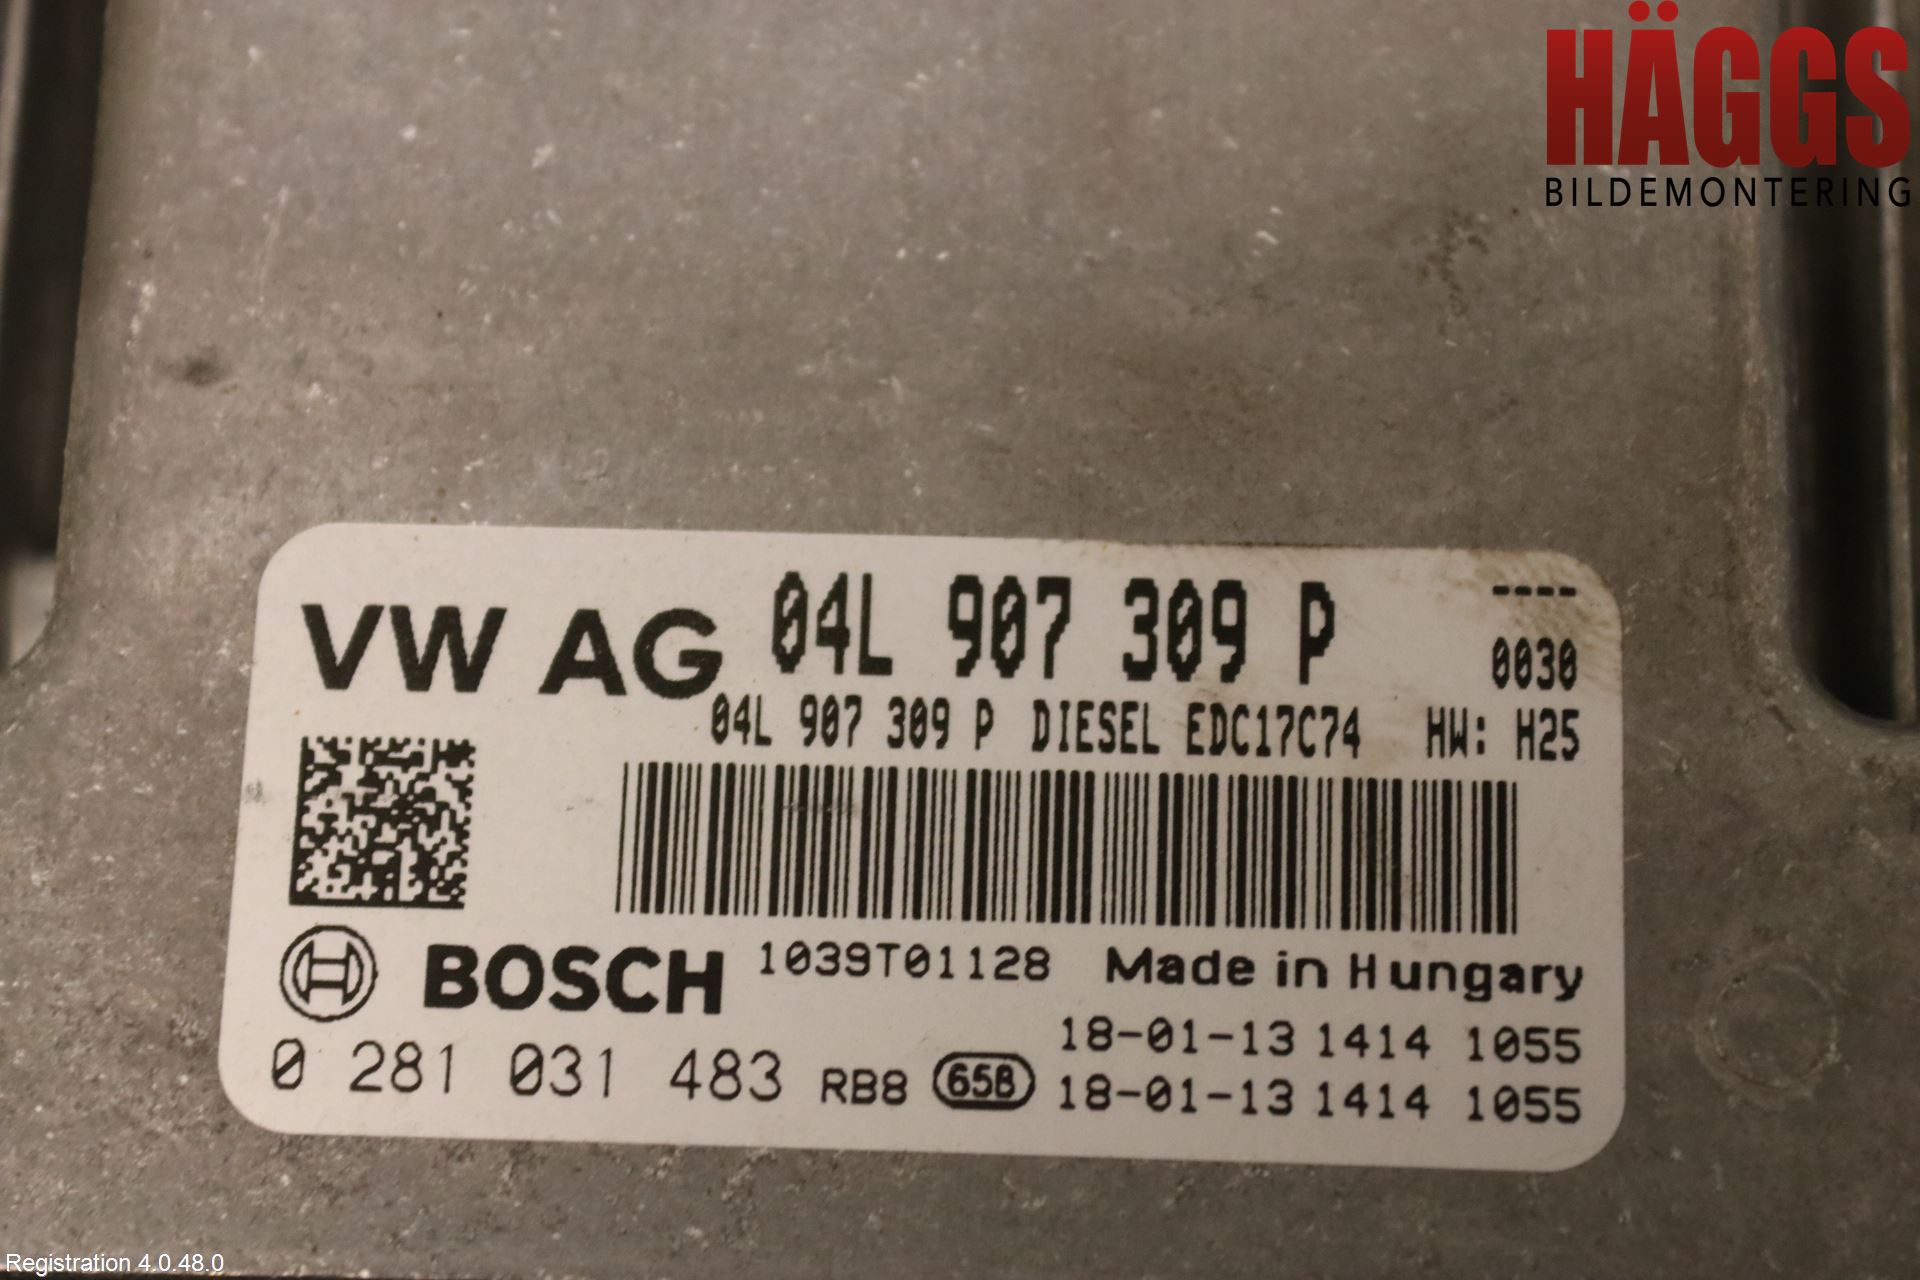 HÄGGS
BILDEMONTERING
VW AG 04L 907 309 P ----
0030
04L 907 309 P DIESEL EDC17C74 HW: H25
BOSCH 1039T01128 Made in Hungary
0 281 031 483 RB8 658 18-01-13 1414 1055
18-01-13 1414 1055
Registration 4.0.48.0